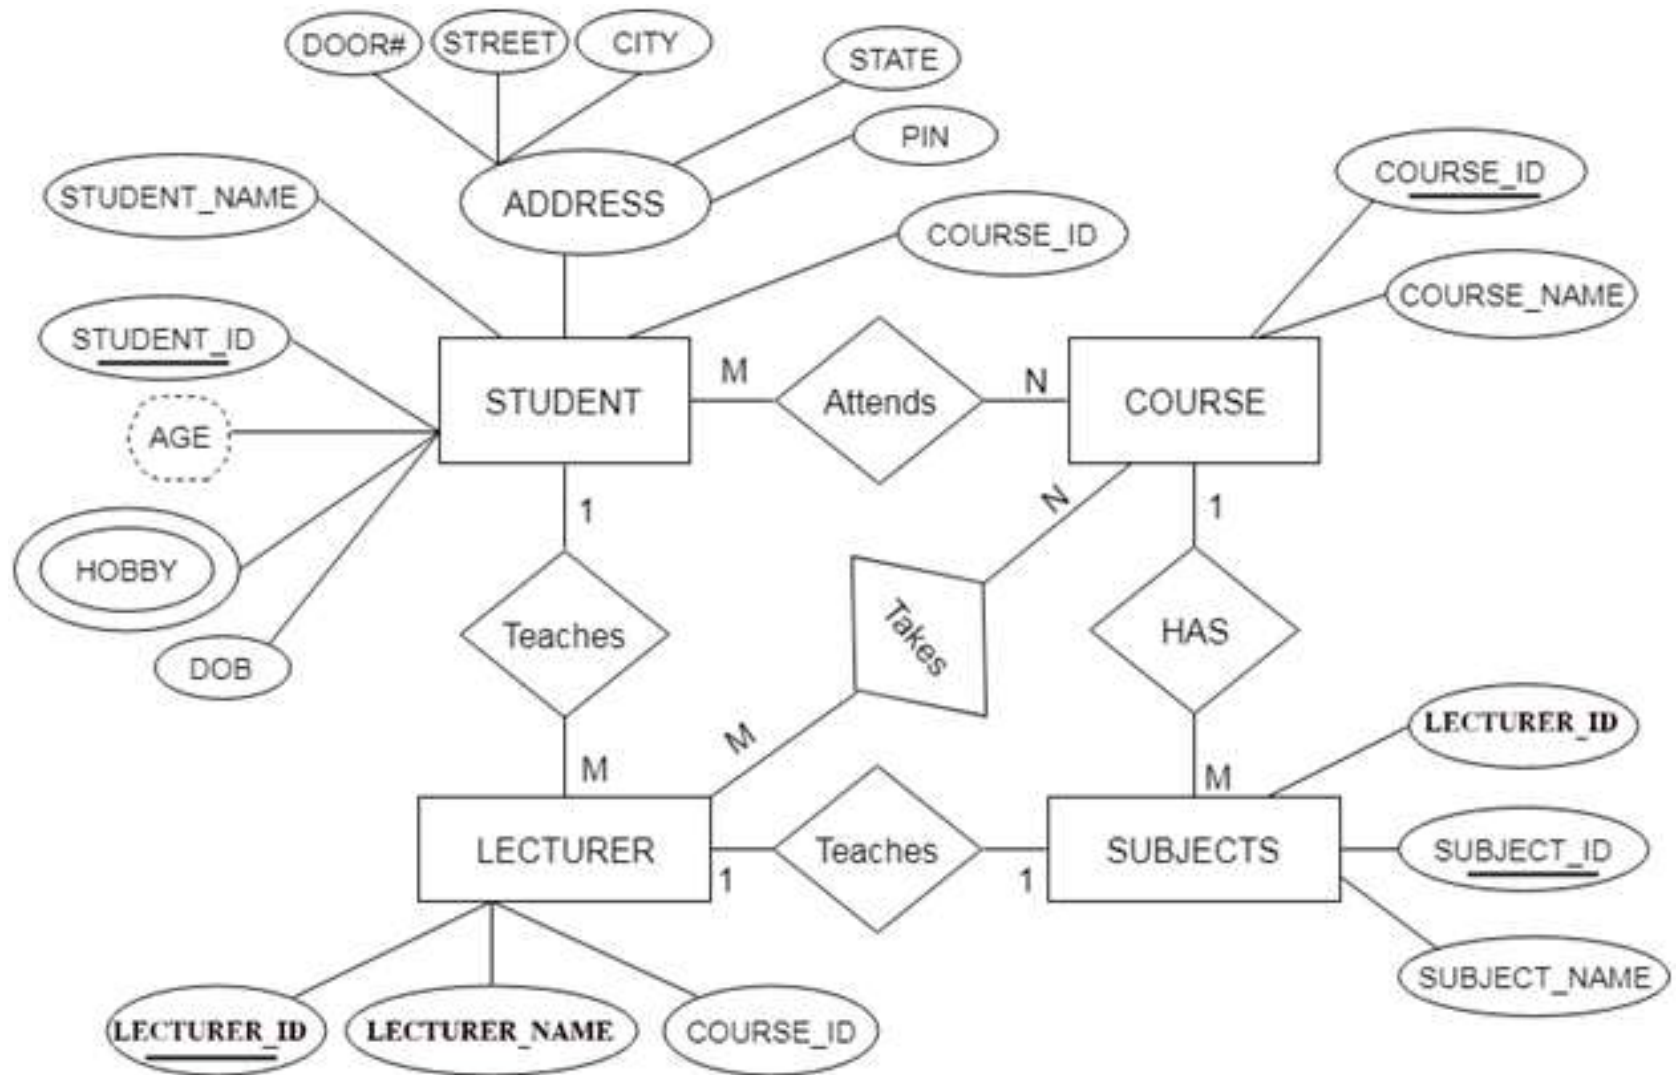 DOOR#
STREET
CITY
STATE
PIN
STUDENT_NAME
ADDRESS
COURSE_ID
COURSE_ID
COURSE_NAME
STUDENT_ID
AGE
HOBBY
DOB
STUDENT
M
Attends
N
COURSE
1
N
1
Teaches
Takes
HAS
M
M
M
LECTURER_ID
LECTURER
1
Teaches
1
SUBJECTS
SUBJECT_ID
SUBJECT_NAME
LECTURER_ID
LECTURER_NAME
COURSE_ID